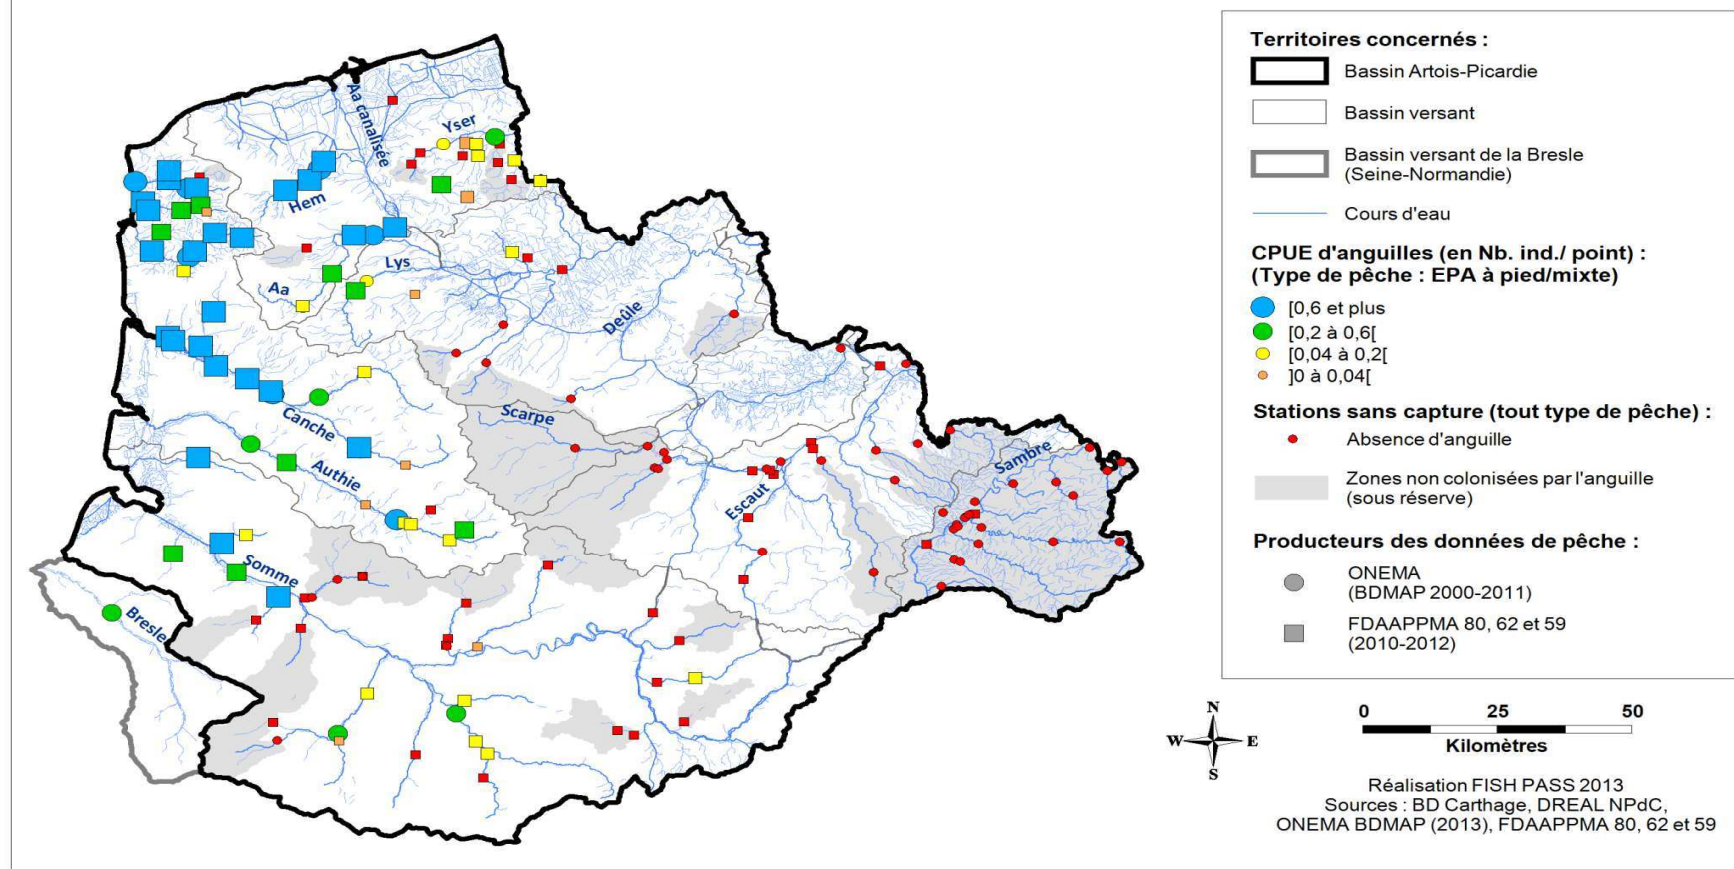 Aa canalisée
Yser
Hem
Lys
Aa
Deûle
Canche
Scarpe
Authie
Sambre
Escaut
Somme
Bresle
Territoires concernés :
Bassin Artois-Picardie
Bassin versant
Bassin versant de la Bresle
(Seine-Normandie)
Cours d'eau
CPUE d'anguilles (en Nb. ind./ point) :
(Type de pêche : EPA à pied/mixte)
[0,6 et plus
[0,2 à 0,6[
[0,04 à 0,2[
]0 à 0,04[
Stations sans capture (tout type de pêche) :
Absence d'anguille
Zones non colonisées par l'anguille
(sous réserve)
Producteurs des données de pêche :
ONEMA
(BDMAP 2000-2011)
FDAAPPMA 80, 62 et 59
(2010-2012)
N
W E
S
0 25 50
Kilomètres
Réalisation FISH PASS 2013
Sources : BD Carthage, DREAL NPdC,
ONEMA BDMAP (2013), FDAAPPMA 80, 62 et 59